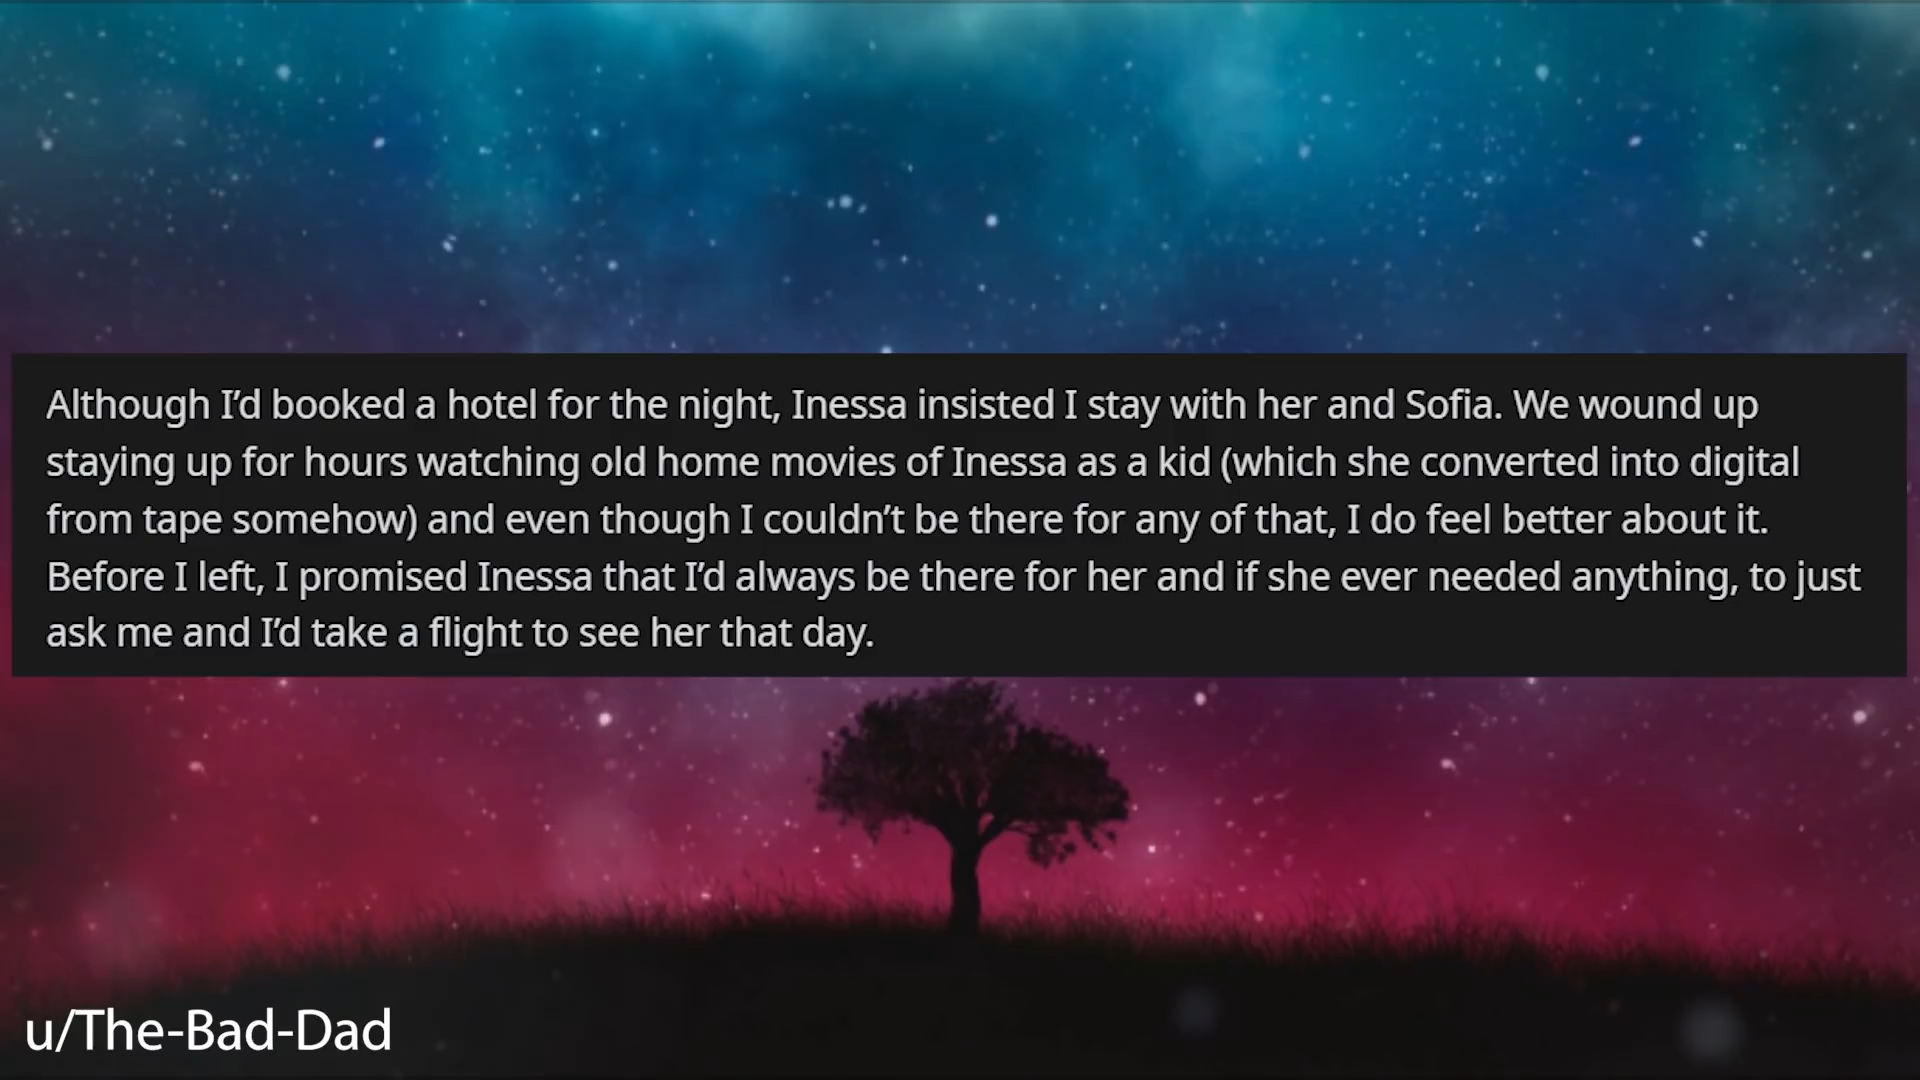 Although I’d booked a hotel for the night, Inessa insisted I stay with her and Sofia. We wound up
staying up for hours watching old home movies of Inessa as a kid (which she converted into digital
from tape somehow) and even though I couldn’t be there for any of that, I do feel better about it.
Before I left, I promised Inessa that I’d always be there for her and if she ever needed anything, to just
ask me and I’d take a flight to see her that day.
u/The-Bad-Dad